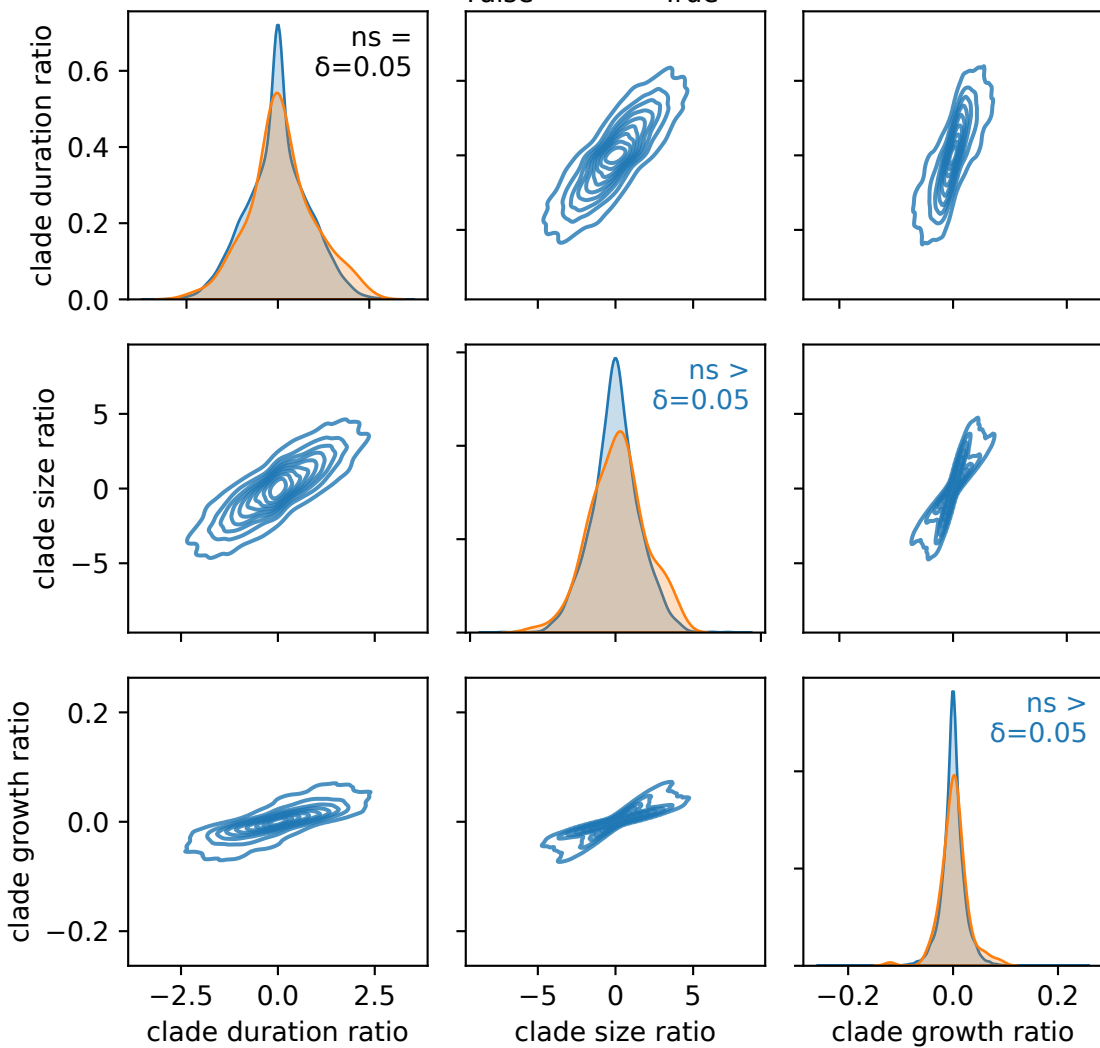 clade duration ratio
0.6
0.4
0.2
0.0
ns =
δ=0.05
clade size ratio
5
0
−5
ns >
δ=0.05
clade growth ratio
0.2
0.0
−0.2
ns >
δ=0.05
−2.5 0.0 2.5
−5 0 5
−0.2 0.0 0.2
clade duration ratio
clade size ratio
clade growth ratio